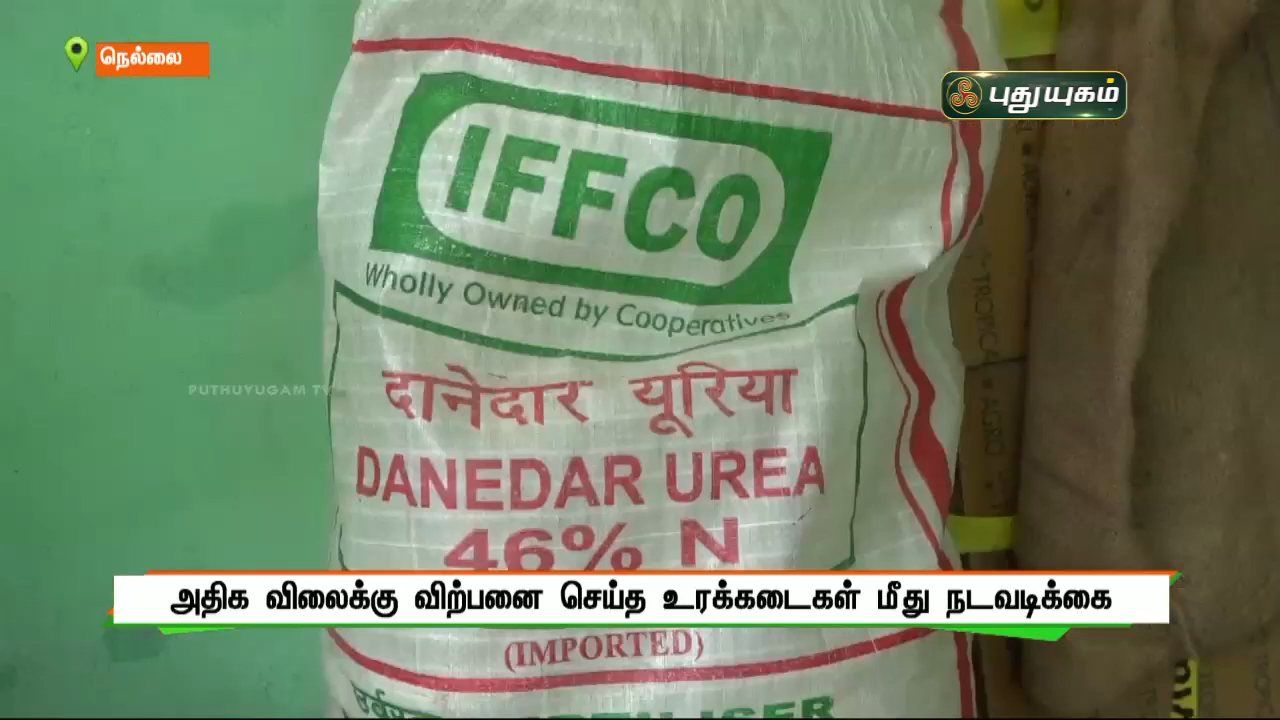 நெல்லை
புதுயுகம்
IFFCO
Wholly Owned by Cooperatives
PUTHUYUGAM TV
दानेदार यूरिया
DANEDAR UREA
46% N
அதிக விலைக்கு விற்பனை செய்த உரக்கடைகள் மீது நடவடிக்கை
(IMPORTED)